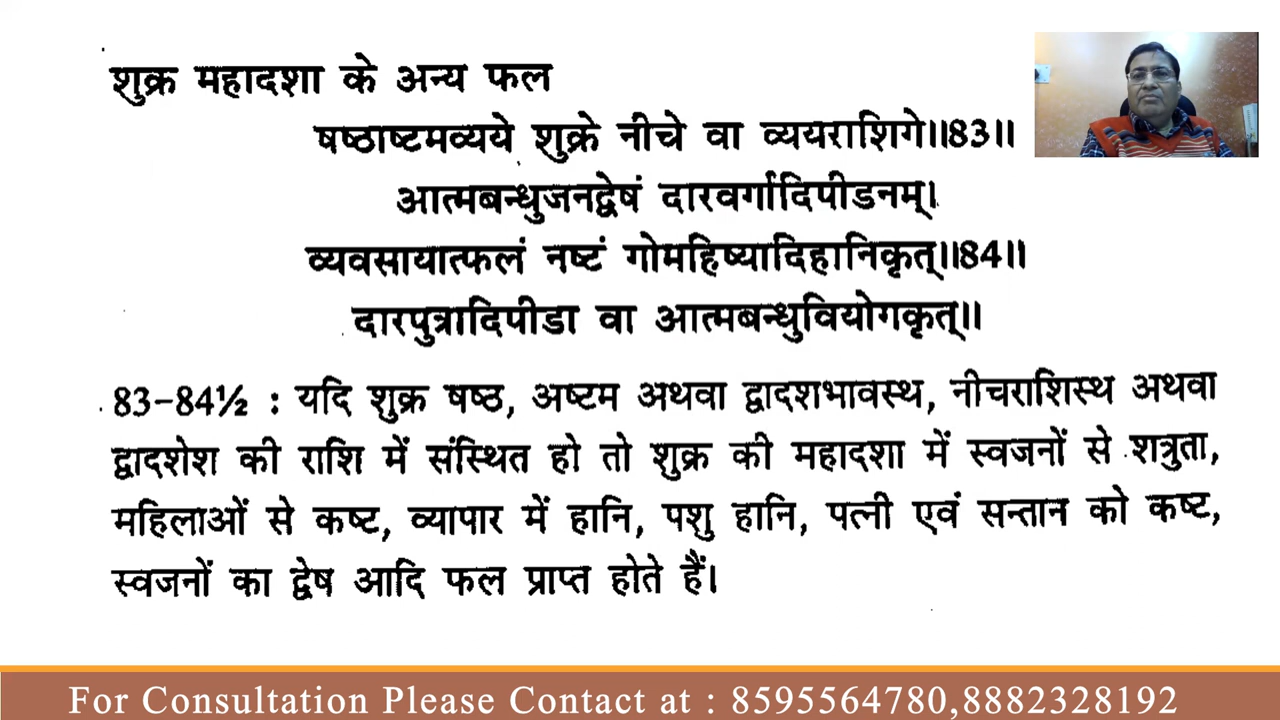 शुक्र महादशा के अन्य फल
षष्ठाष्टमव्यये शुक्रे नीचे वा व्ययराशिगे॥83॥
आत्मबन्धुजनद्वेषं दारवर्गादिपीडनम्।
व्यवसायात्फलं नष्टं गोमहिष्यादिहानिकृत्॥84॥
दारपुत्रादिपीडा वा आत्मबन्धुवियोगकृत्॥
83-84½ : यदि शुक्र षष्ठ, अष्टम अथवा द्वादशभावस्थ, नीचराशिस्थ अथवा
द्वादशेश की राशि में संस्थित हो तो शुक्र की महादशा में स्वजनों से शत्रुता,
महिलाओं से कष्ट, व्यापार में हानि, पशु हानि, पत्नी एवं सन्तान को कष्ट,
स्वजनों का द्वेष आदि फल प्राप्त होते हैं।
For Consultation Please Contact at : 8595564780,8882328192